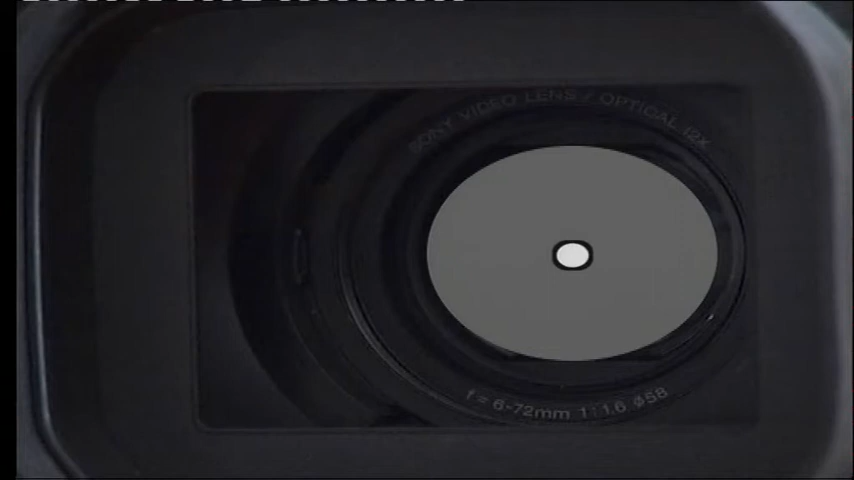 SONY VIDEO LENS / OPTICAL 12X
f = 6-72mm 1:1.6 ø58